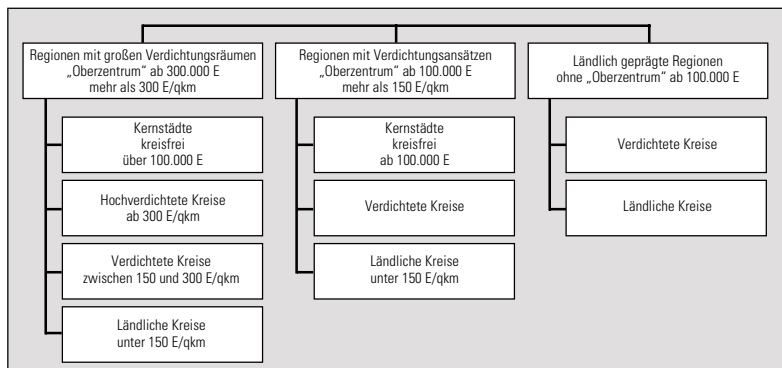 Regionen mit großen Verdichtungsräumen
„Oberzentrum“ ab 300.000 E
mehr als 300 E/qkm
Kernstädte
kreisfrei
über 100.000 E
Hochverdichtete Kreise
ab 300 E/qkm
Verdichtete Kreise
zwischen 150 und 300 E/qkm
Ländliche Kreise
unter 150 E/qkm
Regionen mit Verdichtungsansätzen
„Oberzentrum“ ab 100.000 E
mehr als 150 E/qkm
Kernstädte
kreisfrei
ab 100.000 E
Verdichtete Kreise
Ländliche Kreise
unter 150 E/qkm
Ländlich geprägte Regionen
ohne „Oberzentrum“ ab 100.000 E
Verdichtete Kreise
Ländliche Kreise